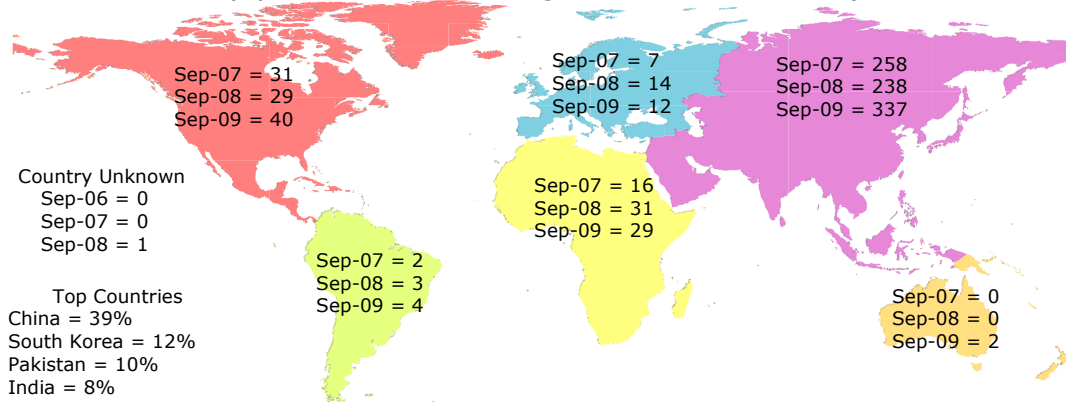 Sep-07 = 31
Sep-08 = 29
Sep-09 = 40
Sep-07 = 7
Sep-08 = 14
Sep-09 = 12
Sep-07 = 258
Sep-08 = 238
Sep-09 = 337
Country Unknown
Sep-06 = 0
Sep-07 = 0
Sep-08 = 1
Sep-07 = 16
Sep-08 = 31
Sep-09 = 29
Sep-07 = 2
Sep-08 = 3
Sep-09 = 4
Sep-07 = 0
Sep-08 = 0
Sep-09 = 2
Top Countries
China = 39%
South Korea = 12%
Pakistan = 10%
India = 8%